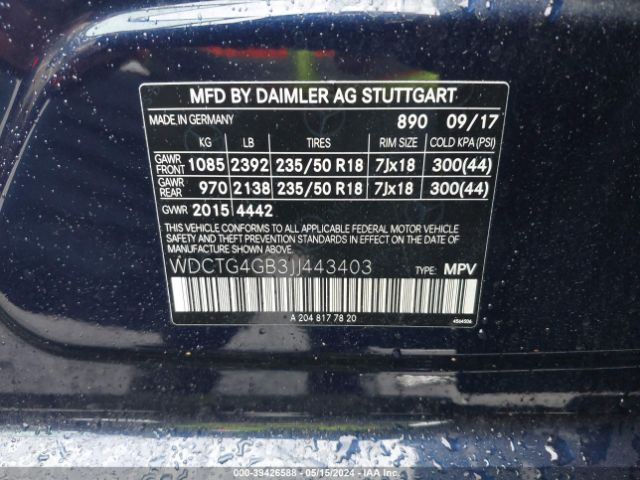 MFD BY DAIMLER AG STUTTGART
MADE IN GERMANY 890 09/17
KG LB TIRES RIM SIZE COLD KPA (PSI)
GAWR FRONT 1085 2392 235/50 R18 7Jx18 300(44)
GAWR REAR 970 2138 235/50 R18 7Jx18 300(44)
GVWR 2015 4442
THIS VEHICLE CONFORMS TO ALL APPLICABLE FEDERAL MOTOR VEHICLE
SAFETY, BUMPER, AND THEFT PREVENTION STANDARDS IN EFFECT ON THE DATE OF
MANUFACTURE SHOWN ABOVE.
WDCTG4GB3JJ443403 TYPE: MPV
A 204 817 78 20
000-39426588 - 05/15/2024 - IAA Inc.